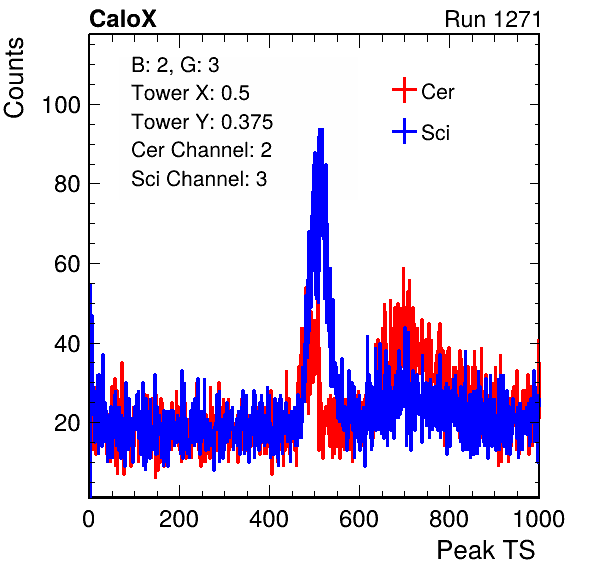 CaloX Run 1271
Counts
B: 2, G: 3
Tower X: 0.5
Tower Y: 0.375
Cer Channel: 2
Sci Channel: 3
Cer
Sci
100
80
60
40
20
0 200 400 600 800 1000
Peak TS